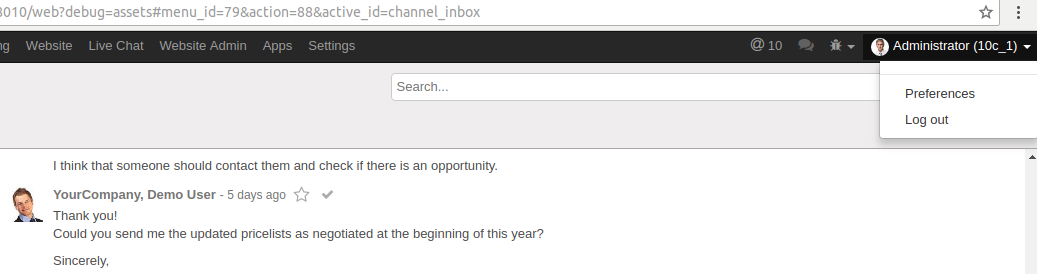 8010/web?debug=assets#menu_id=79&action=88&active_id=channel_inbox
ng Website Live Chat Website Admin Apps Settings @ 10 Administrator (10c_1)
Search...
Preferences
Log out
I think that someone should contact them and check if there is an opportunity.
YourCompany, Demo User - 5 days ago
Thank you!
Could you send me the updated pricelists as negotiated at the beginning of this year?
Sincerely,